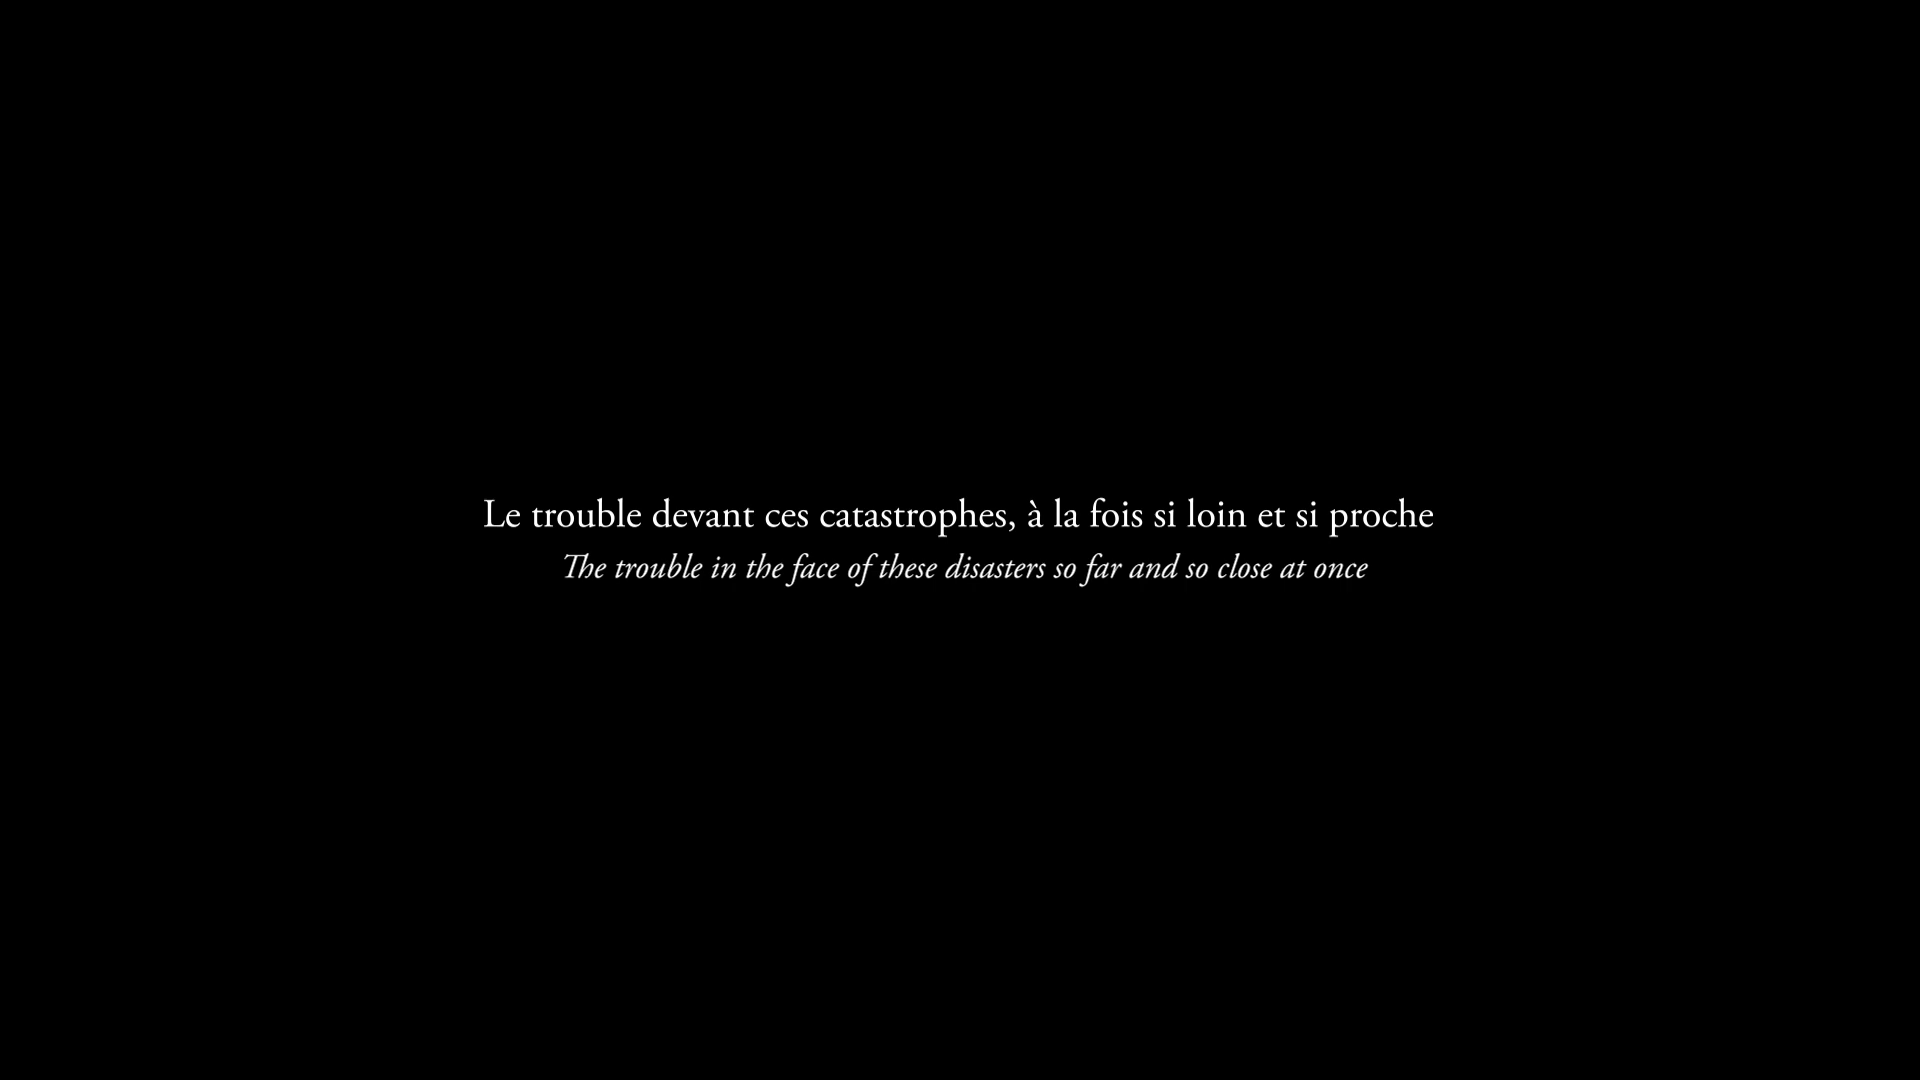 Le trouble devant ces catastrophes, à la fois si loin et si proche
The trouble in the face of these disasters so far and so close at once